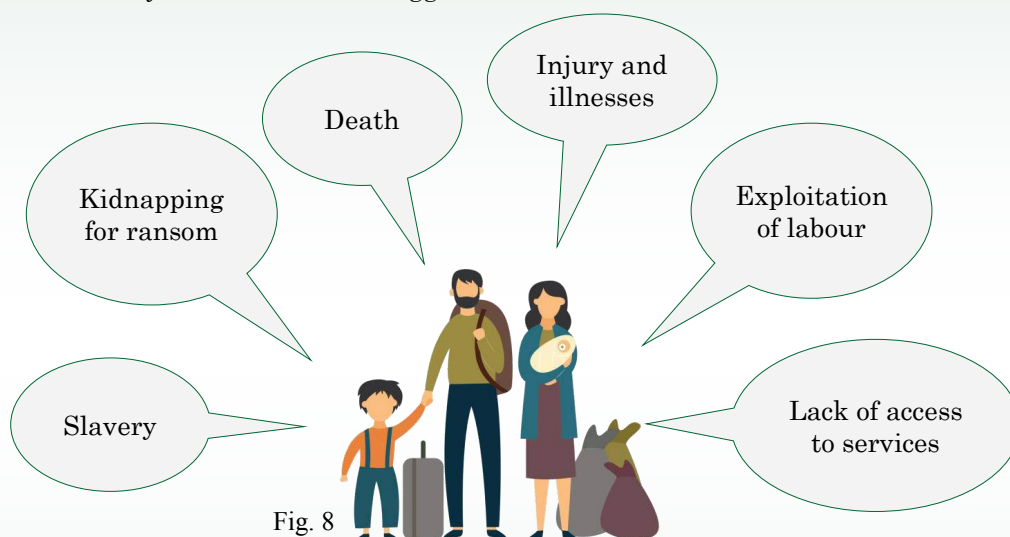 Injury and
illnesses
Death
Kidnapping
for ransom
Exploitation
of labour
Slavery
Lack of access
to services
Fig. 8